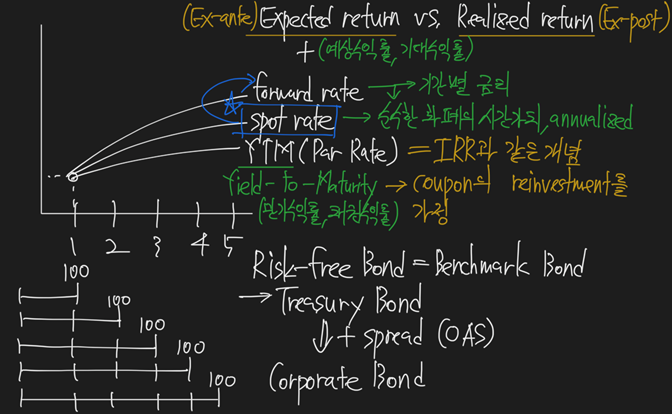 (Ex-ante) Expected return vs. Realized return (Ex-post)
+ (예상수익률, 기대수익률)
forward rate → 기간별 금리
spot rate → 순수한 화폐의 시간가치, annualized
YTM (Par Rate) = IRR과 같은 개념
Yield-to-Maturity → coupon의 reinvestment를
(만기수익률, 채권수익률) 가정
1 2 3 4 5
Risk-free Bond = Benchmark Bond
→ Treasury Bond
↓ + spread (OAS)
Corporate Bond
100
100
100
100
100